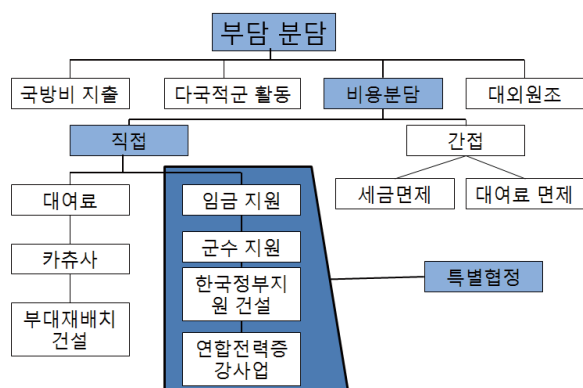 부담 분담
국방비 지출
다국적군 활동
비용분담
대외원조
직접
간접
대여료
임금 지원
세금면제
대여료 면제
카츄사
군수 지원
한국정부지
원 건설
특별협정
부대재배치
건설
연합전력증
강사업